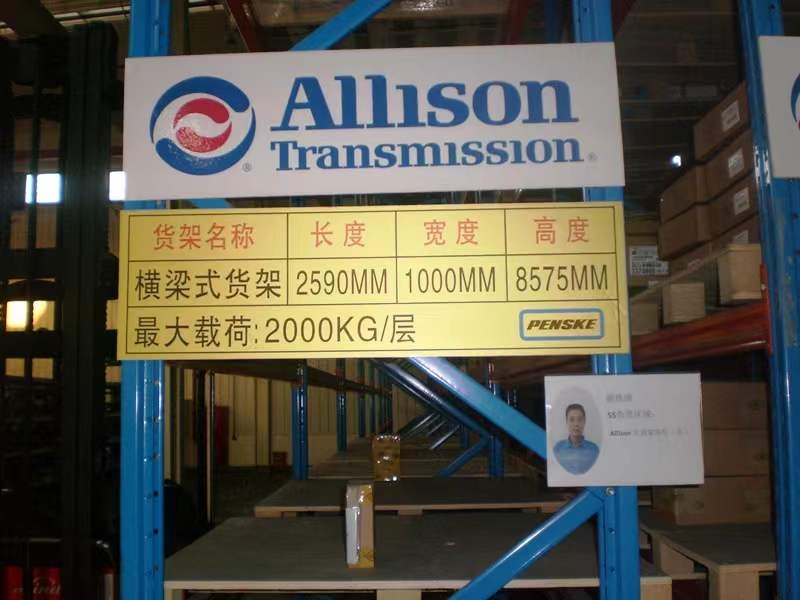 Allison
Transmission
货架名称 长度 宽度 高度
横梁式货架 2590MM 1000MM 8575MM
最大载荷: 2000KG/层
PENSKE
Allison